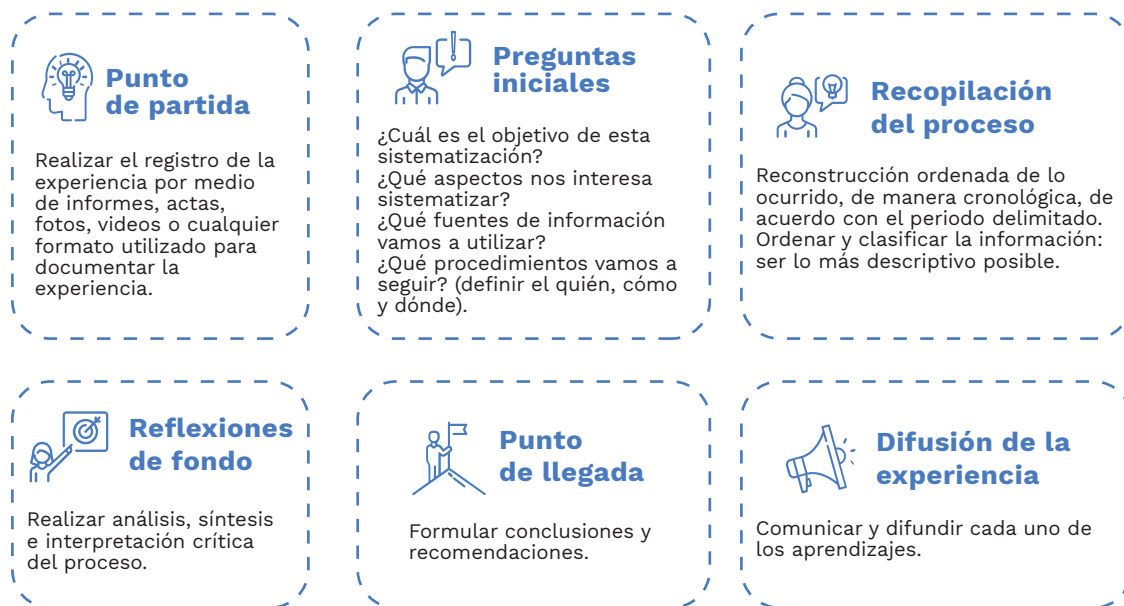 Punto
de partida
Realizar el registro de la
experiencia por medio
de informes, actas,
fotos, videos o cualquier
formato utilizado para
documentar la
experiencia.
Preguntas
iniciales
¿Cuál es el objetivo de esta
sistematización?
¿Qué aspectos nos interesa
sistematizar?
¿Qué fuentes de información
vamos a utilizar?
¿Qué procedimientos vamos a
seguir? (definir el quién, cómo
y dónde).
Recopilación
del proceso
Reconstrucción ordenada de lo
ocurrido, de manera cronológica, de
acuerdo con el periodo delimitado.
Ordenar y clasificar la información:
ser lo más descriptivo posible.
Reflexiones
de fondo
Realizar análisis, síntesis
e interpretación crítica
del proceso.
Punto
de llegada
Formular conclusiones y
recomendaciones.
Difusión de la
experiencia
Comunicar y difundir cada uno de
los aprendizajes.